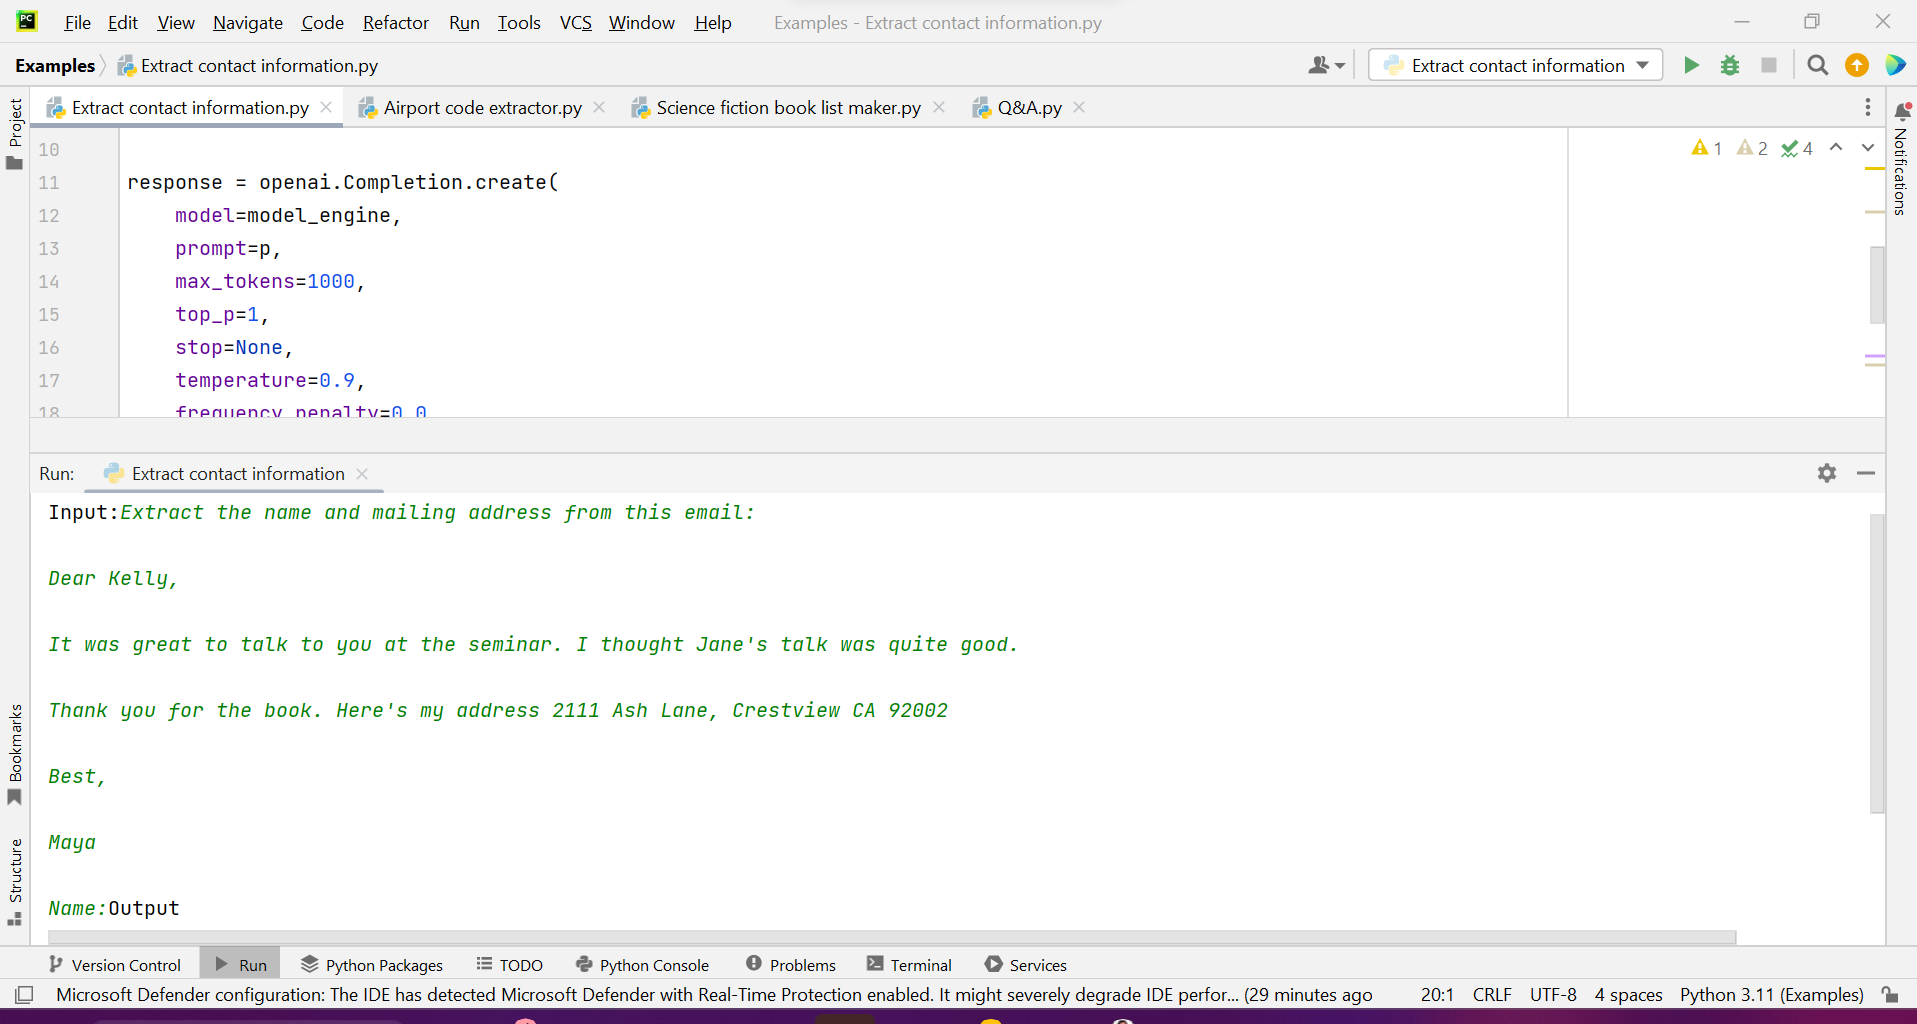 PC
File Edit View Navigate Code Refactor Run Tools VCS Window Help Examples - Extract contact information.py
Examples Extract contact information.py Extract contact information
Project
Extract contact information.py Airport code extractor.py Science fiction book list maker.py Q&A.py
Notifications
1 2 4
10
11 response = openai.Completion.create(
12 model=model_engine,
13 prompt=p,
14 max_tokens=1000,
15 top_p=1,
16 stop=None,
17 temperature=0.9,
18 frequency_penalty=0.0
Run: Extract contact information
Input:Extract the name and mailing address from this email:
Dear Kelly,
It was great to talk to you at the seminar. I thought Jane's talk was quite good.
Thank you for the book. Here's my address 2111 Ash Lane, Crestview CA 92002
Best,
Maya
Name:Output
Bookmarks
Structure
Version Control Run Python Packages TODO Python Console Problems Terminal Services
Microsoft Defender configuration: The IDE has detected Microsoft Defender with Real-Time Protection enabled. It might severely degrade IDE perfor... (29 minutes ago 20:1 CRLF UTF-8 4 spaces Python 3.11 (Examples)